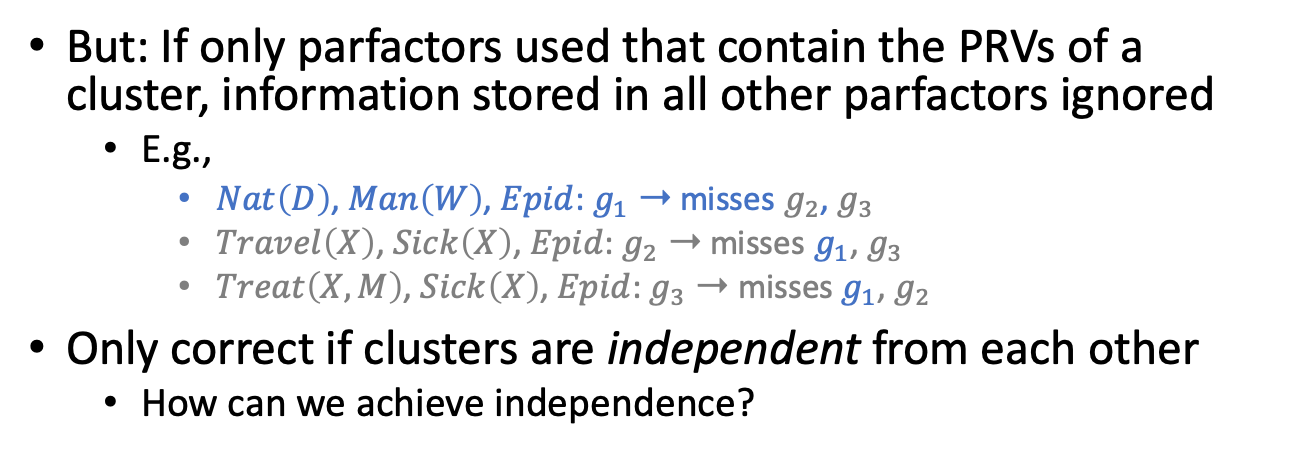 • But: If only parfactors used that contain the PRVs of a
cluster, information stored in all other parfactors ignored
• E.g.,
• Nat(D), Man(W), Epid: g₁ → misses g₂, g₃
• Travel(X), Sick(X), Epid: g₂ → misses g₁, g₃
• Treat(X, M), Sick(X), Epid: g₃ → misses g₁, g₂
• Only correct if clusters are independent from each other
• How can we achieve independence?